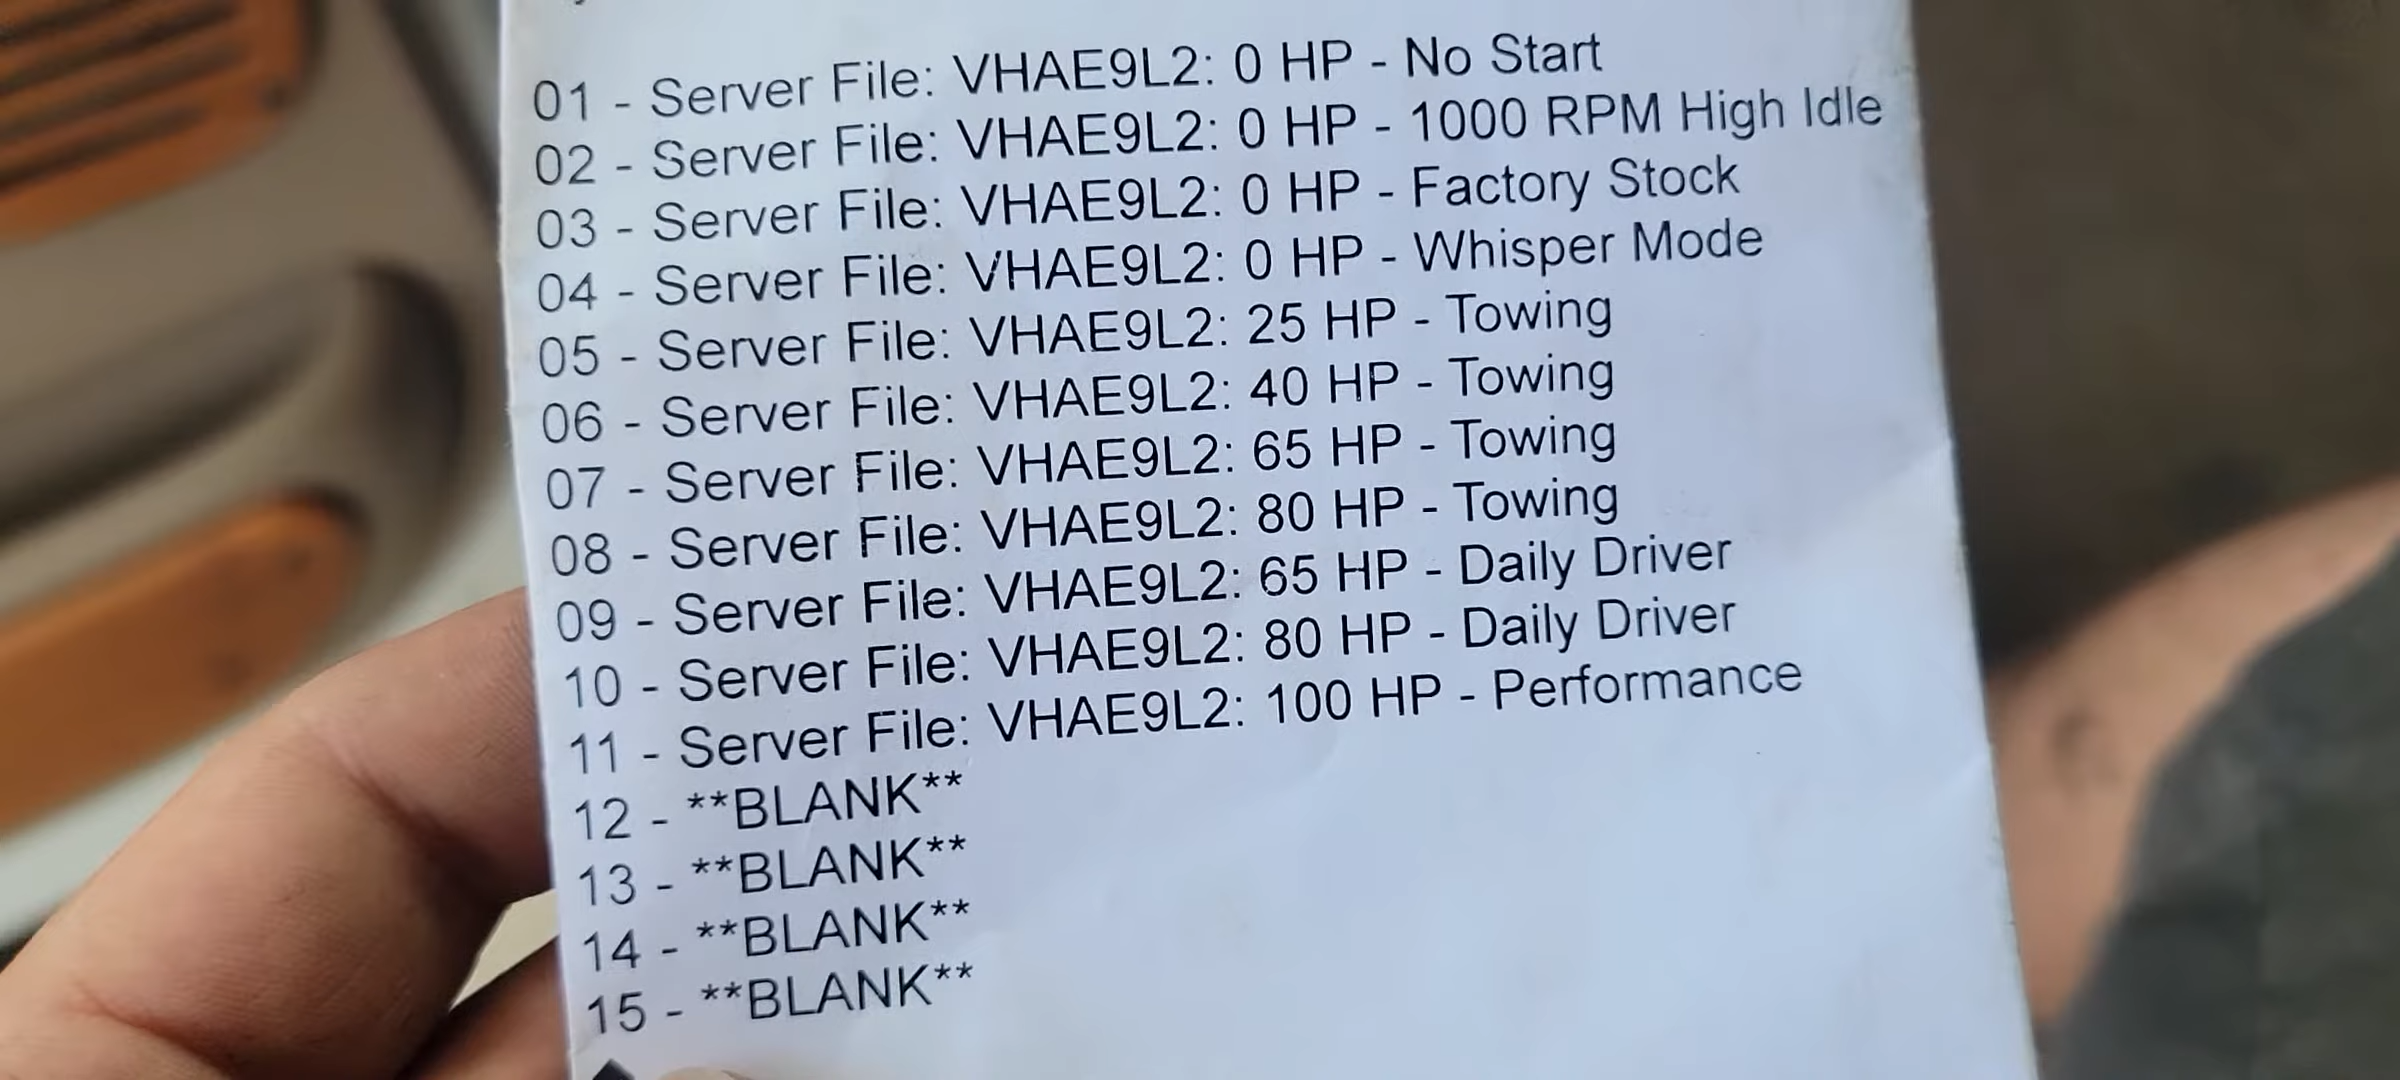 01 - Server File: VHAE9L2: 0 HP - No Start
02 - Server File: VHAE9L2: 0 HP - 1000 RPM High Idle
03 - Server File: VHAE9L2: 0 HP - Factory Stock
04 - Server File: VHAE9L2: 0 HP - Whisper Mode
05 - Server File: VHAE9L2: 25 HP - Towing
06 - Server File: VHAE9L2: 40 HP - Towing
07 - Server File: VHAE9L2: 65 HP - Towing
08 - Server File: VHAE9L2: 80 HP - Towing
09 - Server File: VHAE9L2: 65 HP - Daily Driver
10 - Server File: VHAE9L2: 80 HP - Daily Driver
11 - Server File: VHAE9L2: 100 HP - Performance
12 - **BLANK**
13 - **BLANK**
14 - **BLANK**
15 - **BLANK**